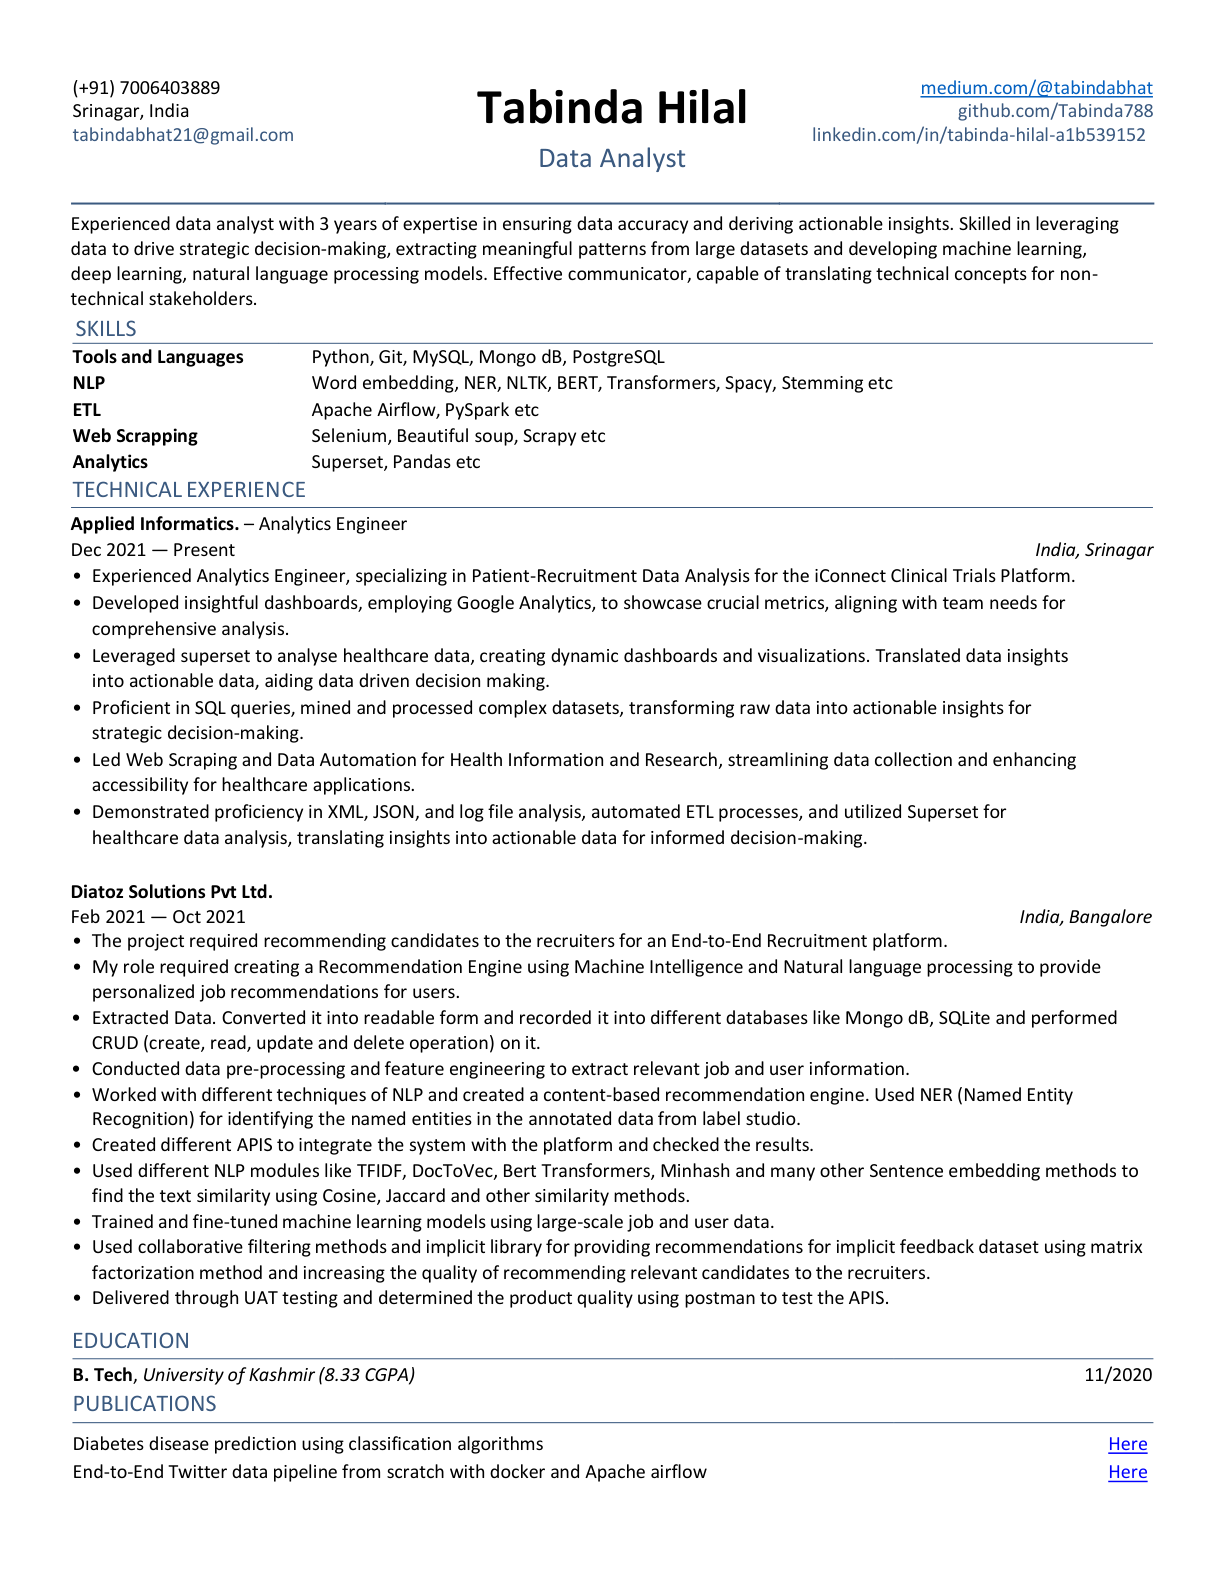 (+91) 7006403889
Srinagar, India
tabindabhat21@gmail.com
Tabinda Hilal
Data Analyst
medium.com/@tabindabhat
github.com/Tabinda788
linkedin.com/in/tabinda-hilal-a1b539152
Experienced data analyst with 3 years of expertise in ensuring data accuracy and deriving actionable insights. Skilled in leveraging
data to drive strategic decision-making, extracting meaningful patterns from large datasets and developing machine learning,
deep learning, natural language processing models. Effective communicator, capable of translating technical concepts for non-
technical stakeholders.
SKILLS
Tools and Languages Python, Git, MySQL, Mongo dB, PostgreSQL
NLP Word embedding, NER, NLTK, BERT, Transformers, Spacy, Stemming etc
ETL Apache Airflow, PySpark etc
Web Scrapping Selenium, Beautiful soup, Scrapy etc
Analytics Superset, Pandas etc
TECHNICAL EXPERIENCE
Applied Informatics. – Analytics Engineer
Dec 2021 — Present India, Srinagar
• Experienced Analytics Engineer, specializing in Patient-Recruitment Data Analysis for the iConnect Clinical Trials Platform.
• Developed insightful dashboards, employing Google Analytics, to showcase crucial metrics, aligning with team needs for
comprehensive analysis.
• Leveraged superset to analyse healthcare data, creating dynamic dashboards and visualizations. Translated data insights
into actionable data, aiding data driven decision making.
• Proficient in SQL queries, mined and processed complex datasets, transforming raw data into actionable insights for
strategic decision-making.
• Led Web Scraping and Data Automation for Health Information and Research, streamlining data collection and enhancing
accessibility for healthcare applications.
• Demonstrated proficiency in XML, JSON, and log file analysis, automated ETL processes, and utilized Superset for
healthcare data analysis, translating insights into actionable data for informed decision-making.
Diatoz Solutions Pvt Ltd.
Feb 2021 — Oct 2021 India, Bangalore
• The project required recommending candidates to the recruiters for an End-to-End Recruitment platform.
• My role required creating a Recommendation Engine using Machine Intelligence and Natural language processing to provide
personalized job recommendations for users.
• Extracted Data. Converted it into readable form and recorded it into different databases like Mongo dB, SQLite and performed
CRUD (create, read, update and delete operation) on it.
• Conducted data pre-processing and feature engineering to extract relevant job and user information.
• Worked with different techniques of NLP and created a content-based recommendation engine. Used NER (Named Entity
Recognition) for identifying the named entities in the annotated data from label studio.
• Created different APIS to integrate the system with the platform and checked the results.
• Used different NLP modules like TFIDF, DocToVec, Bert Transformers, Minhash and many other Sentence embedding methods to
find the text similarity using Cosine, Jaccard and other similarity methods.
• Trained and fine-tuned machine learning models using large-scale job and user data.
• Used collaborative filtering methods and implicit library for providing recommendations for implicit feedback dataset using matrix
factorization method and increasing the quality of recommending relevant candidates to the recruiters.
• Delivered through UAT testing and determined the product quality using postman to test the APIS.
EDUCATION
B. Tech, University of Kashmir (8.33 CGPA) 11/2020
PUBLICATIONS
Diabetes disease prediction using classification algorithms Here
End-to-End Twitter data pipeline from scratch with docker and Apache airflow Here